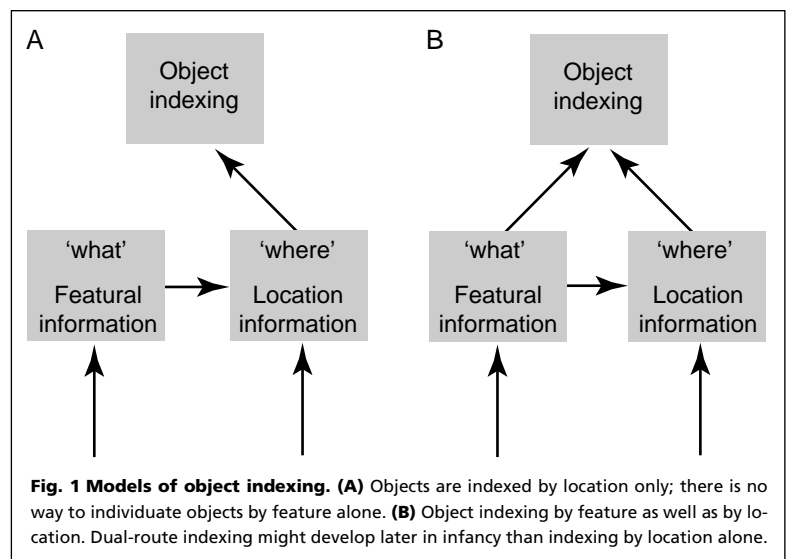 A
Object
indexing
'what'
Featural
information
'where'
Location
information
B
Object
indexing
'what'
Featural
information
'where'
Location
information
Fig. 1 Models of object indexing. (A) Objects are indexed by location only; there is no
way to individuate objects by feature alone. (B) Object indexing by feature as well as by lo-
cation. Dual-route indexing might develop later in infancy than indexing by location alone.